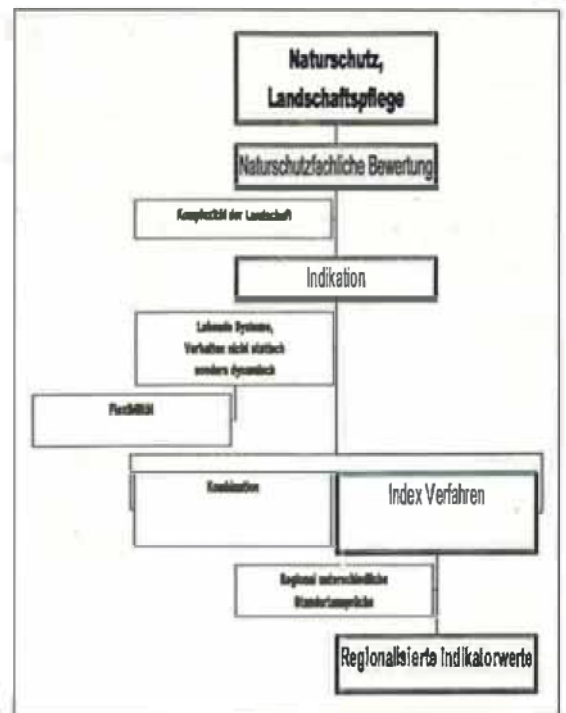 Naturschutz,
Landschaftspflege
Naturschutzfachliche Bewertung
Komplexität der Landschaft
Indikation
Lebende Systeme,
Verhalten nicht statisch
sondern dynamisch
Flexibilität
Kombination
Index Verfahren
Regional unterschiedliche
Standortansprüche
Regionalisierte Indikatorwerte